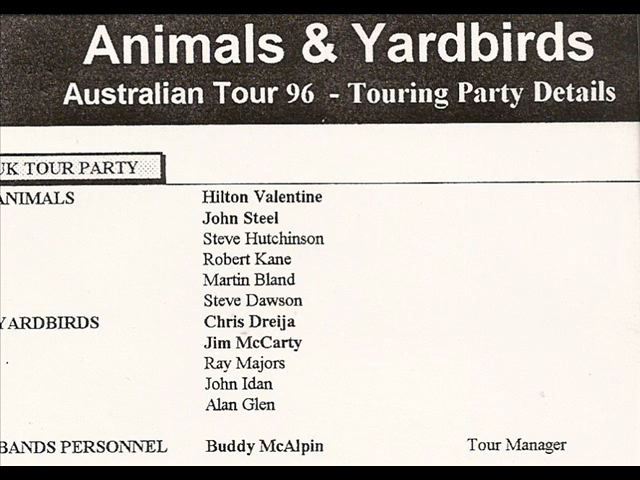 Animals & Yardbirds
Australian Tour 96 - Touring Party Details
UK TOUR PARTY
ANIMALS Hilton Valentine
John Steel
Steve Hutchinson
Robert Kane
Martin Bland
Steve Dawson
YARDBIRDS Chris Dreija
Jim McCarty
Ray Majors
John Idan
Alan Glen
BANDS PERSONNEL Buddy McAlpin Tour Manager